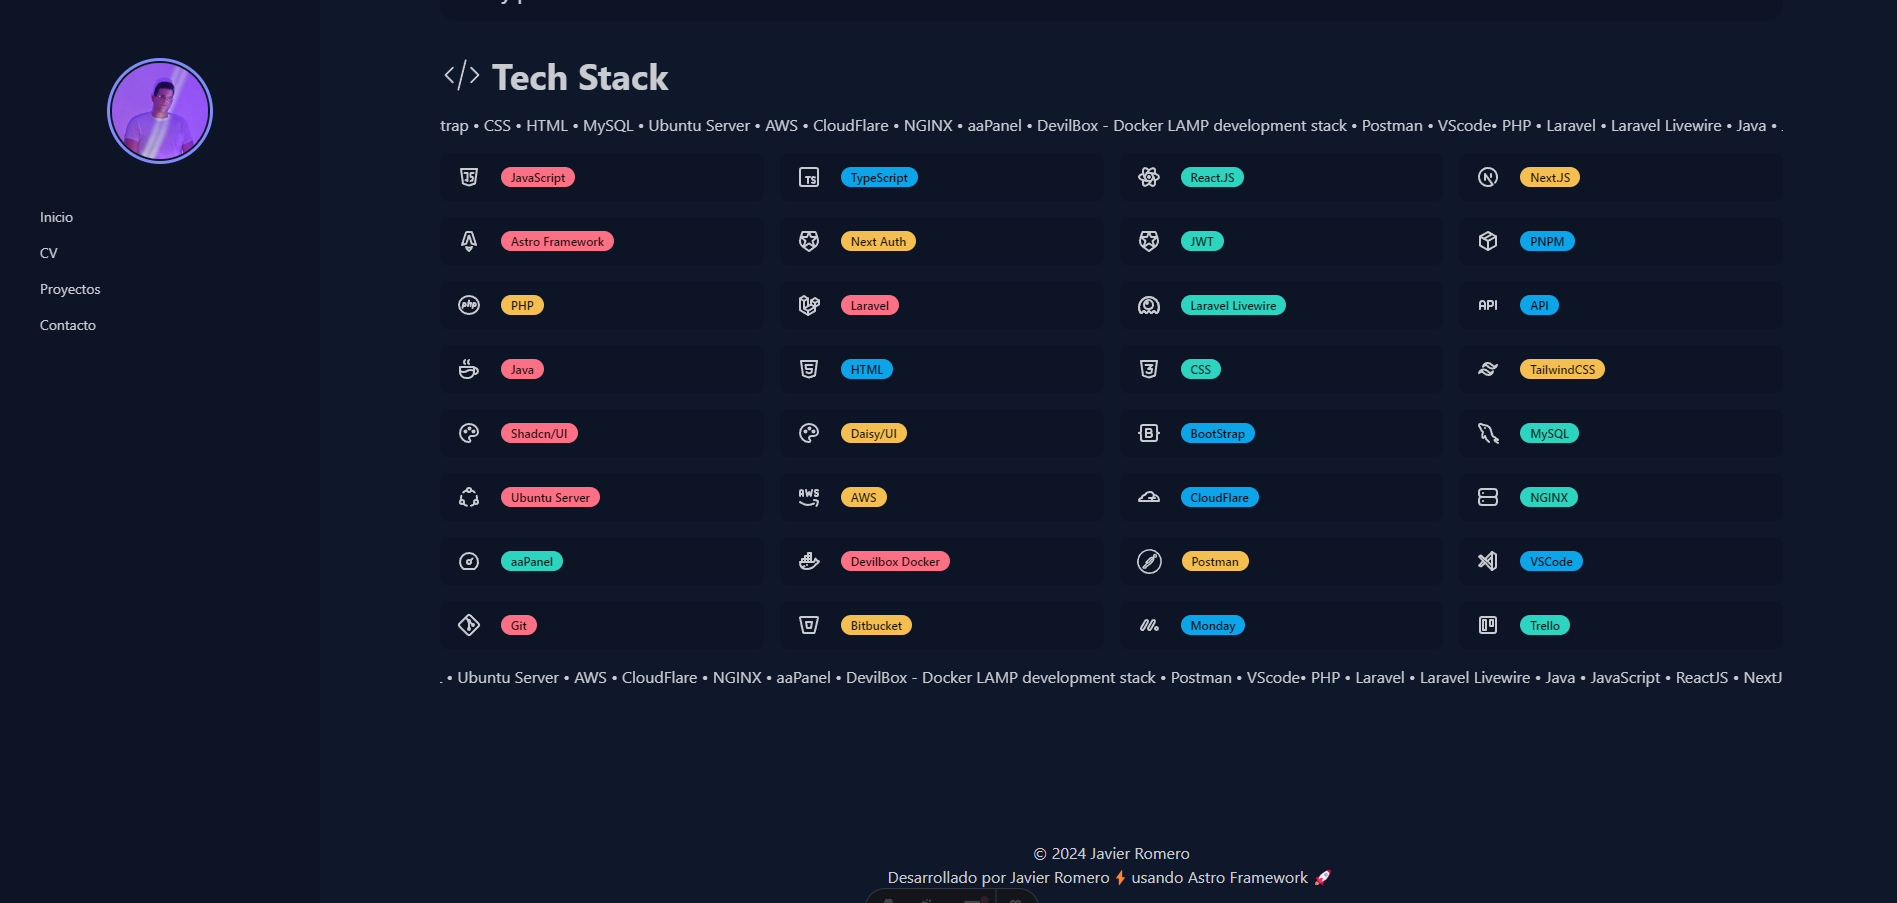 Inicio
CV
Proyectos
Contacto
Tech Stack
trap • CSS • HTML • MySQL • Ubuntu Server • AWS • CloudFlare • NGINX • aaPanel • DevilBox - Docker LAMP development stack • Postman • VScode• PHP • Laravel • Laravel Livewire • Java •
JavaScript
TypeScript
React.JS
Next.JS
Astro Framework
Next Auth
JWT
PNPM
PHP
Laravel
Laravel Livewire
API
Java
HTML
CSS
TailwindCSS
Shadcn/UI
Daisy/UI
BootStrap
MySQL
Ubuntu Server
AWS
CloudFlare
NGINX
aaPanel
Devilbox Docker
Postman
VSCode
Git
Bitbucket
Monday
Trello
• Ubuntu Server • AWS • CloudFlare • NGINX • aaPanel • DevilBox - Docker LAMP development stack • Postman • VScode• PHP • Laravel • Laravel Livewire • Java • JavaScript • ReactJS • NextJ
© 2024 Javier Romero
Desarrollado por Javier Romero ⚡ usando Astro Framework 🚀